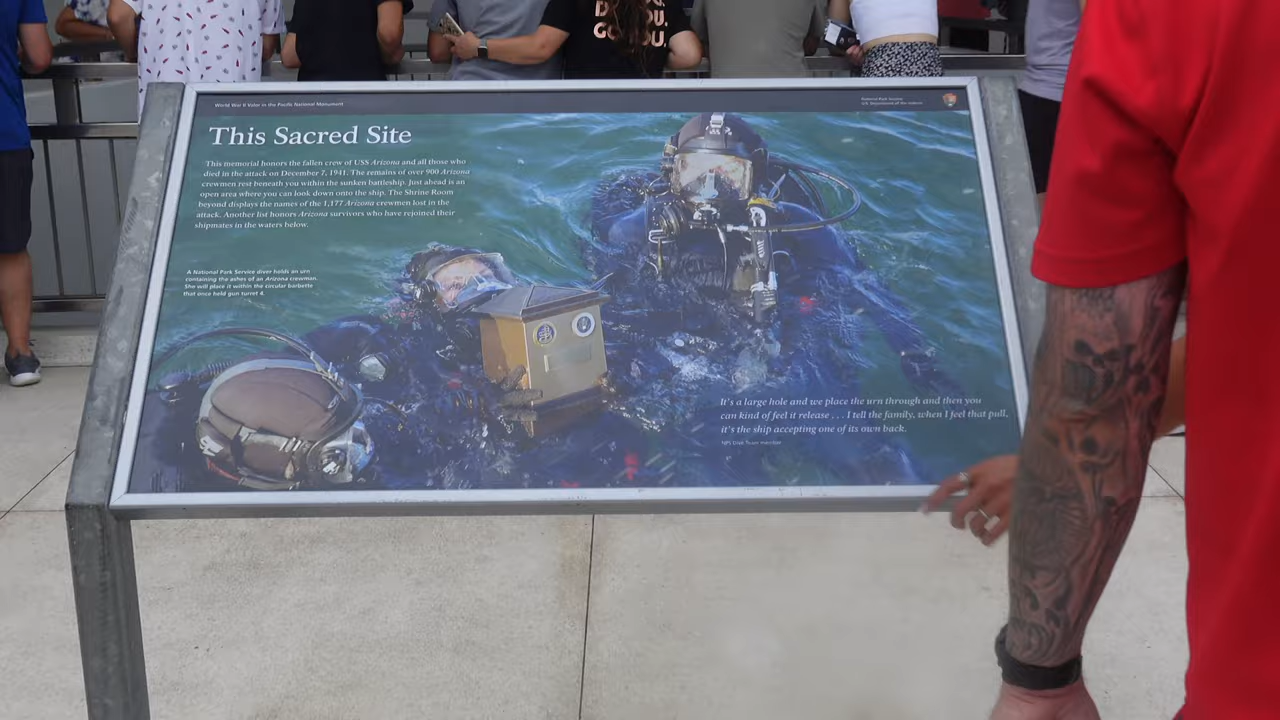 D
U.
GO
OU.
World War II Valor in the Pacific National Monument
National Park Service
U.S. Department of the Interior
This Sacred Site
This memorial honors the fallen crew of USS Arizona and all those who
died in the attack on December 7, 1941. The remains of over 900 Arizona
crewmen rest beneath you within the sunken battleship. Just ahead is an
open area where you can look down onto the ship. The Shrine Room
beyond displays the names of the 1,177 Arizona crewmen lost in the
attack. Another list honors Arizona survivors who have rejoined their
shipmates in the waters below.
A National Park Service diver holds an urn
containing the ashes of an Arizona crewman.
She will place it within the circular barbette
that once held gun turret 4.
It's a large hole and we place the urn through and then you
can kind of feel it release . . . I tell the family, when I feel that pull,
it's the ship accepting one of its own back.
NPS Dive Team member